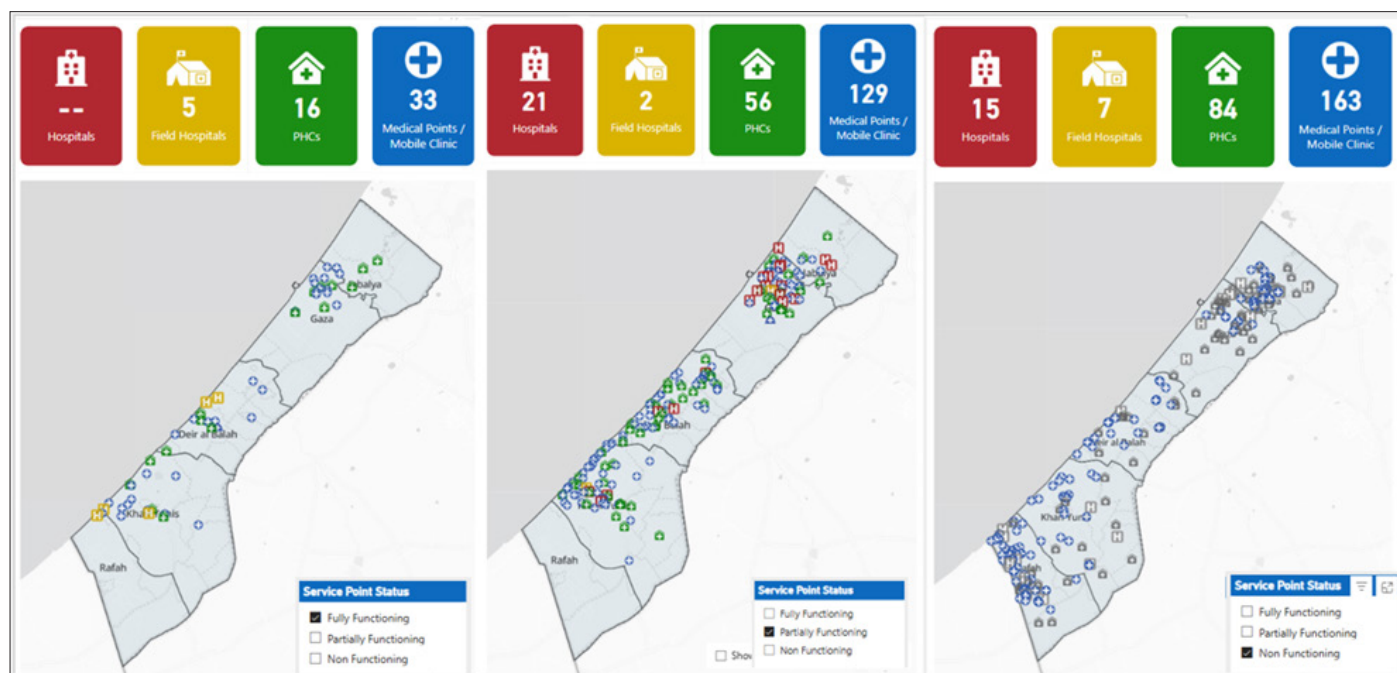 --
Hospitals
5
Field Hospitals
16
PHCs
33
Medical Points /
Mobile Clinic
Jabalya
Gaza
Deir al Balah
Khan Yunis
Rafah
Service Point Status
Fully Functioning
Partially Functioning
Non Functioning
21
Hospitals
2
Field Hospitals
56
PHCs
129
Medical Points /
Mobile Clinic
Rafah
Show
Service Point Status
Fully Functioning
Partially Functioning
Non Functioning
15
Hospitals
7
Field Hospitals
84
PHCs
163
Medical Points /
Mobile Clinic
Deir al Balah
Khan Yunis
Service Point Status
Fully Functioning
Partially Functioning
Non Functioning